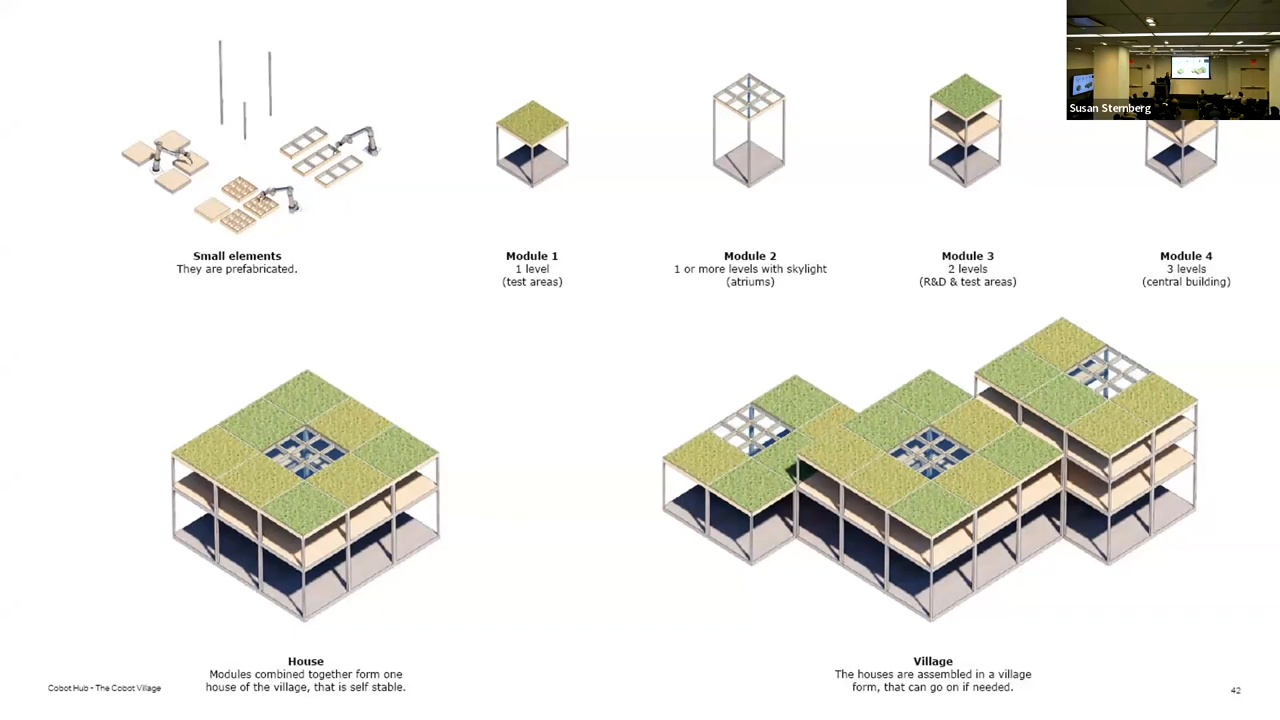 Susan Sternberg
Small elements
They are prefabricated.
Module 1
1 level
(test areas)
Module 2
1 or more levels with skylight
(atriums)
Module 3
2 levels
(R&D & test areas)
Module 4
3 levels
(central building)
House
Modules combined together form one
house of the village, that is self stable.
Village
The houses are assembled in a village
form, that can go on if needed.
Cobot Hub - The Cobot Village
42